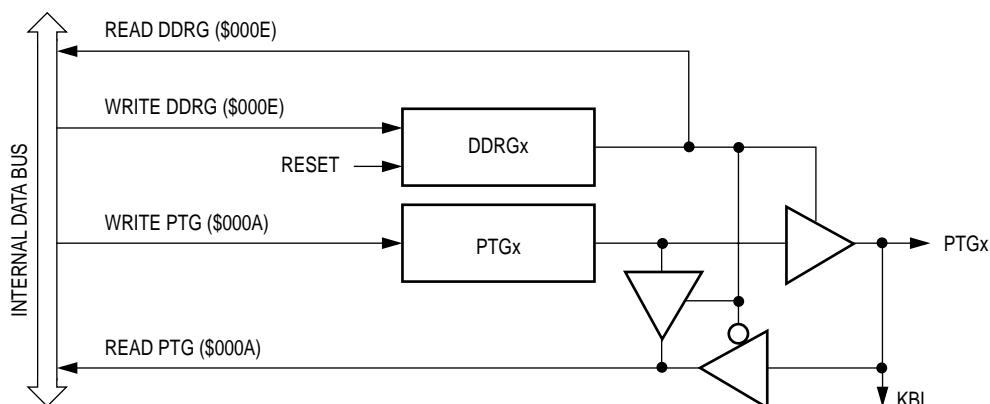 READ DDRG ($000E)
WRITE DDRG ($000E)
DDRGx
RESET
INTERNAL DATA BUS
WRITE PTG ($000A)
PTGx
PTGx
READ PTG ($000A)
KBI